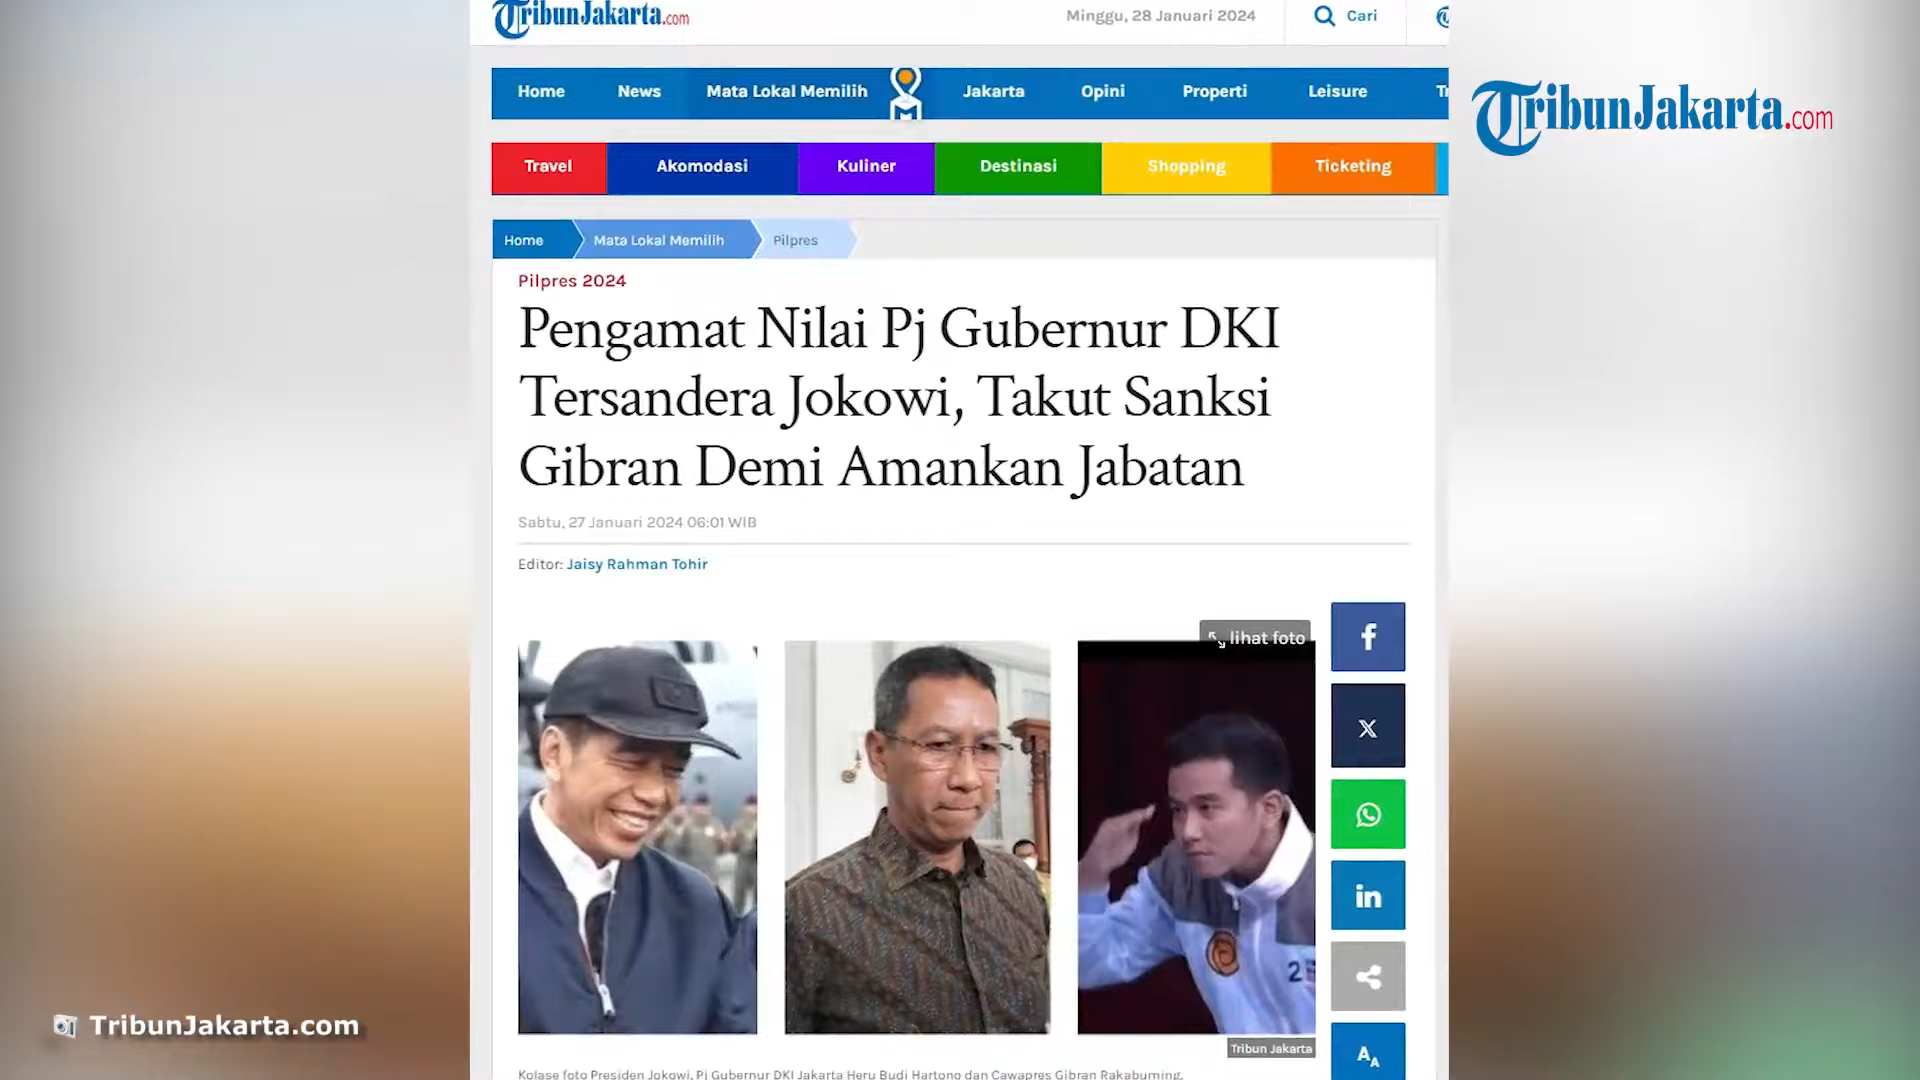 TribunJakarta.com
Minggu, 28 Januari 2024
Cari
TribunJakarta.com
Home
News
Mata Lokal Memilih
Jakarta
Opini
Properti
Leisure
Travel
Akomodasi
Kuliner
Destinasi
Shopping
Ticketing
Home
Mata Lokal Memilih
Pilpres
Pilpres 2024
Pengamat Nilai Pj Gubernur DKI
Tersandera Jokowi, Takut Sanksi
Gibran Demi Amankan Jabatan
Sabtu, 27 Januari 2024 06:01 WIB
Editor: Jaisy Rahman Tohir
lihat foto
2
Tribun Jakarta
AA
Kolase foto Presiden Jokowi, Pj Gubernur DKI Jakarta Heru Budi Hartono dan Cawapres Gibran Rakabuming.
TribunJakarta.com